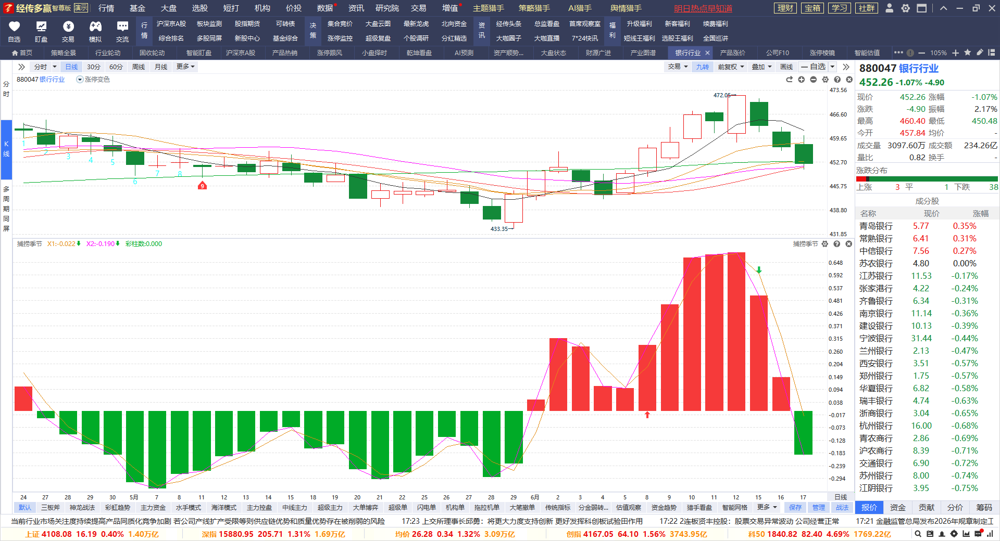 经传多赢 智尊版 演示 行情 基金 大盘 选股 短打 机构 价投 数据 资讯 研究院 交易 增值 主题猎手 策略猎手 AI猎手 舆情猎手 明日热点早知道 理财 宝箱 学习 社群
自选 盯盘 交易 模拟 交流
行情 沪深京A股 板块监测 股指期货 可转债 决策 集合竞价 大盘云图 最新龙虎 北向资金 资讯 经传头条 总监看盘 首席观察室 福利 升级福利 新客福利 续费福利
综合排名 多股同屏 新股中心 基金综合 涨停监控 超级复盘 个股调研 分红精选 大咖圈子 大咖直播 7*24快讯 短线王福利 选股王福利 全国巡讲
首页 策略全景 行业轮动 固收轮动 智能盯盘 沪深京A股 产品热销 涨停跟风 小盘择时 乾坤看盘 AI预测 资产顺势... 大盘状态 财源广进 产业图谱 银行行业 产品涨价 公司F10 涨停棱镜 智能估值 105%
分时 日线 30分 60分 周线 月线 更多 交易 九转 前复权 叠加 画线 自选
分时
K线
多周期同屏
880047 银行行业 涨停变色
473.56
466.60
459.65
452.70
445.75
438.80
431.85
472.05
433.35
1 2 3 4 5 6 7 8 9
捕捞季节 X1:-0.022 X2:-0.190 彩柱数:0.000 捕捞季节
0.648
0.592
0.537
0.481
0.426
0.371
0.315
0.260
0.204
0.149
0.094
0.038
-0.017
-0.073
-0.128
-0.183
-0.239
-0.294
24 27 28 29 30 5月 7 8 11 12 13 14 15 18 19 20 21 22 25 26 27 28 29 6月 2 3 4 5 8 9 10 11 12 15 16 17 日线
默认 三板斧 神龙战法 彩虹趋势 主力资金 水手模式 海洋模式 主力控盘 中线主力 超级主力 大单博弈 超级单 闪电单 机构单 拖拉机单 大笔撤单 传统指标 分金弱转... 估值观察 资金趋势 猎手看盘 智能网格 更多 保存 管理 战法
880047 银行行业
452.26 -1.07% -4.90
现价 452.26 涨幅 -1.07%
涨跌 -4.90 振幅 2.17%
最高 460.40 最低 450.48
今开 457.84 均价 -
成交量 3097.60万 成交额 234.26亿
量比 0.82 换手 -
涨跌分布
上涨 3 平 1 下跌 38
成分股
名称 现价 涨幅
青岛银行 5.77 0.35%
常熟银行 6.41 0.31%
中信银行 7.56 0.27%
苏农银行 4.80 0.00%
江苏银行 11.53 -0.17%
张家港行 4.22 -0.24%
齐鲁银行 6.34 -0.31%
南京银行 11.14 -0.36%
建设银行 10.13 -0.39%
宁波银行 31.44 -0.44%
兰州银行 2.13 -0.47%
西安银行 3.51 -0.57%
郑州银行 1.75 -0.57%
华夏银行 6.82 -0.58%
瑞丰银行 4.74 -0.63%
浙商银行 3.04 -0.65%
杭州银行 16.00 -0.68%
青农商行 2.86 -0.69%
沪农商行 8.39 -0.71%
交通银行 6.90 -0.72%
苏州银行 8.00 -0.74%
江阴银行 3.95 -0.75%
报价 资金 贡献 分价 筹码
当前行业市场关注度持续提高产品同质化竞争加剧 若公司产线扩产受限等则供应链优势和质量优势存在被削弱的风险 17:23 上交所理事长邱勇：将更大力度支持创新 更好发挥科创板试验田作用 17:22 2连板贤丰控股：股票交易异常波动 公司经营正常 17:21 金融监管总局发布2026年规章制定工
上证 4108.08 16.19 0.40% 1.40万亿 深指 15880.95 205.71 1.31% 1.69万亿 均价 26.28 0.34 1.32% 3.09万亿 创指 4167.05 64.10 1.56% 3743.95亿 科50 1840.82 82.40 4.69% 1769.22亿